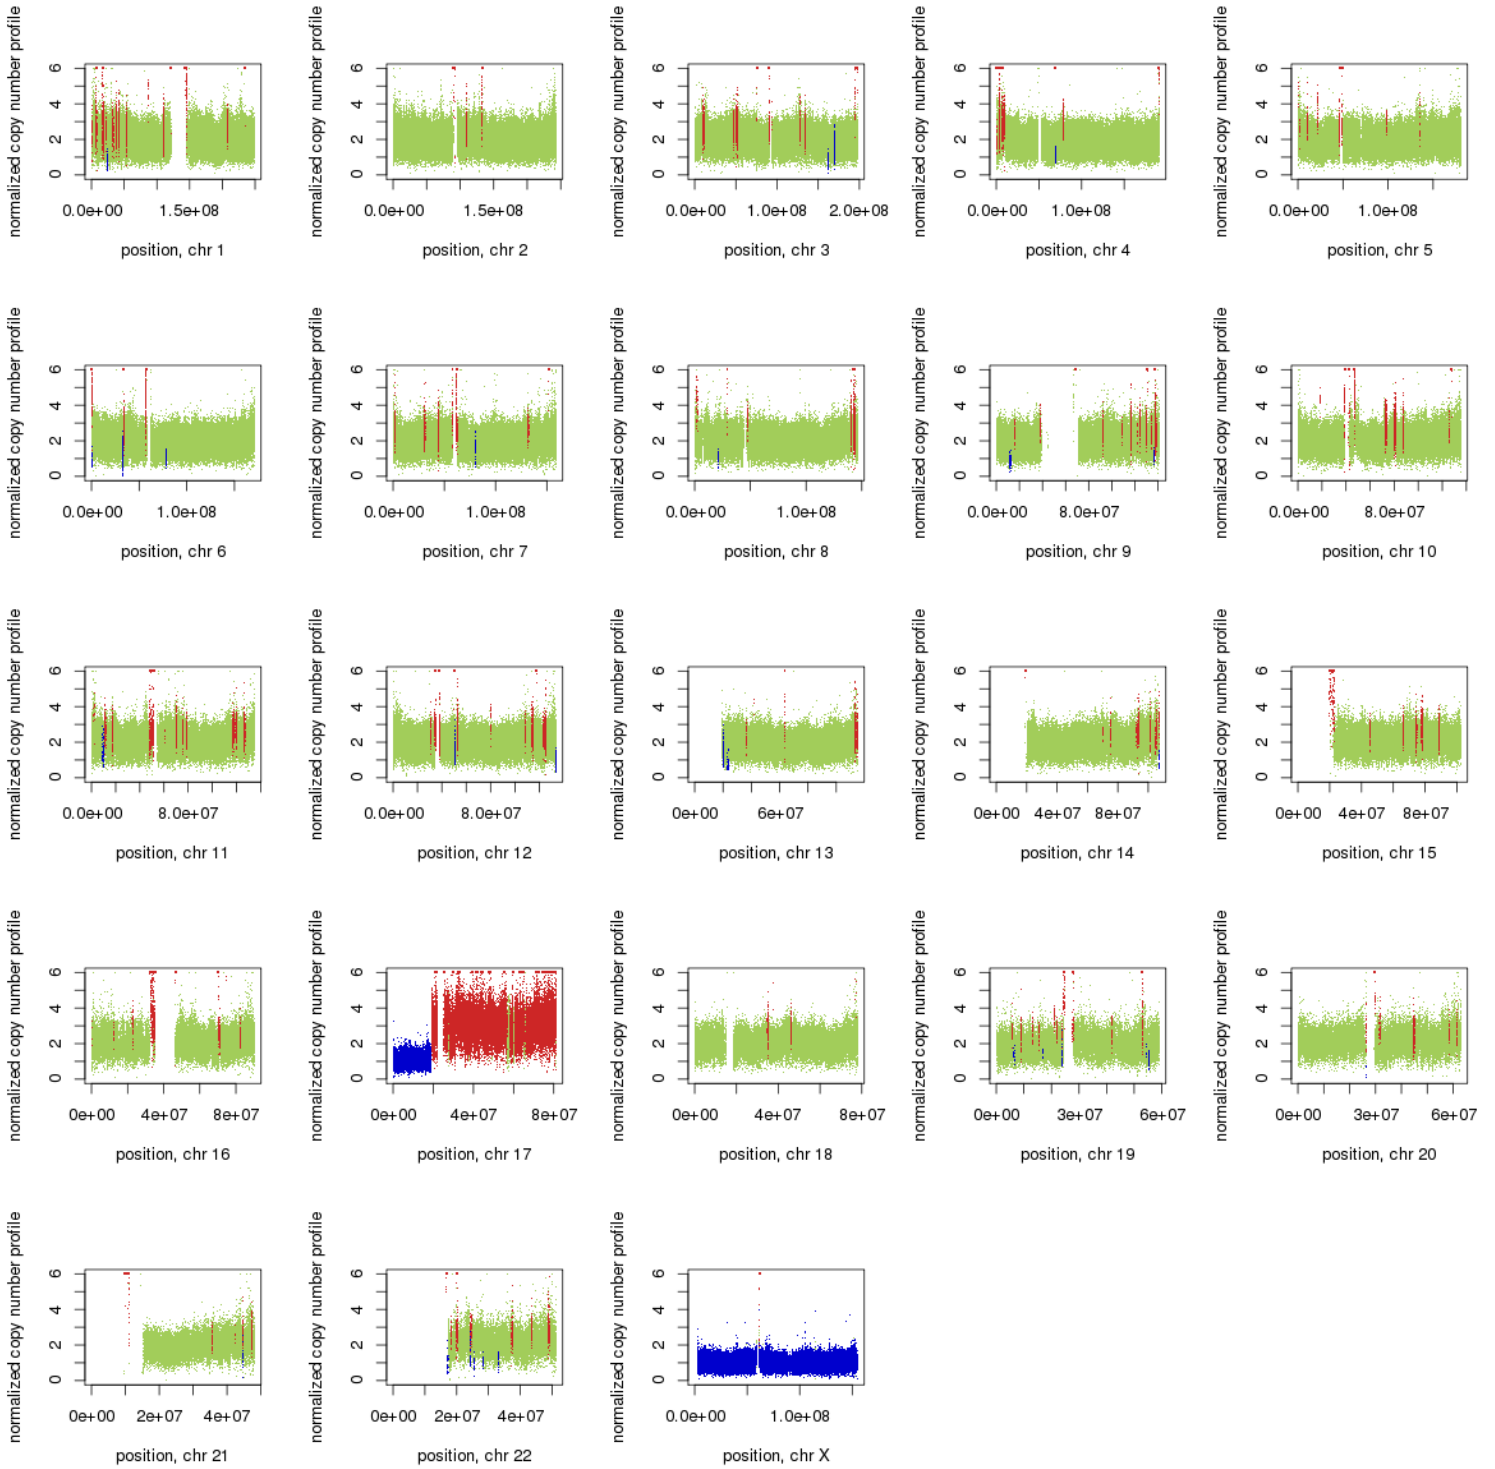 normalized copy number profile
0 2 4 6
0.0e+00 1.5e+08
position, chr 1
normalized copy number profile
0 2 4 6
0.0e+00 1.5e+08
position, chr 2
normalized copy number profile
0 2 4 6
0.0e+00 1.0e+08 2.0e+08
position, chr 3
normalized copy number profile
0 2 4 6
0.0e+00 1.0e+08
position, chr 4
normalized copy number profile
0 2 4 6
0.0e+00 1.0e+08
position, chr 5
normalized copy number profile
0 2 4 6
0.0e+00 1.0e+08
position, chr 6
normalized copy number profile
0 2 4 6
0.0e+00 1.0e+08
position, chr 7
normalized copy number profile
0 2 4 6
0.0e+00 1.0e+08
position, chr 8
normalized copy number profile
0 2 4 6
0.0e+00 8.0e+07
position, chr 9
normalized copy number profile
0 2 4 6
0.0e+00 8.0e+07
position, chr 10
normalized copy number profile
0 2 4 6
0.0e+00 8.0e+07
position, chr 11
normalized copy number profile
0 2 4 6
0.0e+00 8.0e+07
position, chr 12
normalized copy number profile
0 2 4 6
0e+00 6e+07
position, chr 13
normalized copy number profile
0 2 4 6
0e+00 4e+07 8e+07
position, chr 14
normalized copy number profile
0 2 4 6
0e+00 4e+07 8e+07
position, chr 15
normalized copy number profile
0 2 4 6
0e+00 4e+07 8e+07
position, chr 16
normalized copy number profile
0 2 4 6
0e+00 4e+07 8e+07
position, chr 17
normalized copy number profile
0 2 4 6
0e+00 4e+07 8e+07
position, chr 18
normalized copy number profile
0 2 4 6
0e+00 3e+07 6e+07
position, chr 19
normalized copy number profile
0 2 4 6
0e+00 3e+07 6e+07
position, chr 20
normalized copy number profile
0 2 4 6
0e+00 2e+07 4e+07
position, chr 21
normalized copy number profile
0 2 4 6
0e+00 2e+07 4e+07
position, chr 22
normalized copy number profile
0 2 4 6
0.0e+00 1.0e+08
position, chr X